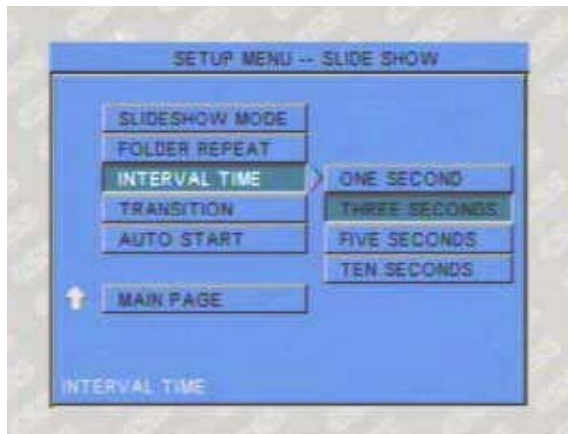 SETUP MENU -- SLIDE SHOW
SLIDESHOW MODE
FOLDER REPEAT
INTERVAL TIME
TRANSITION
AUTO START
ONE SECOND
THREE SECONDS
FIVE SECONDS
TEN SECONDS
MAIN PAGE
INTERVAL TIME